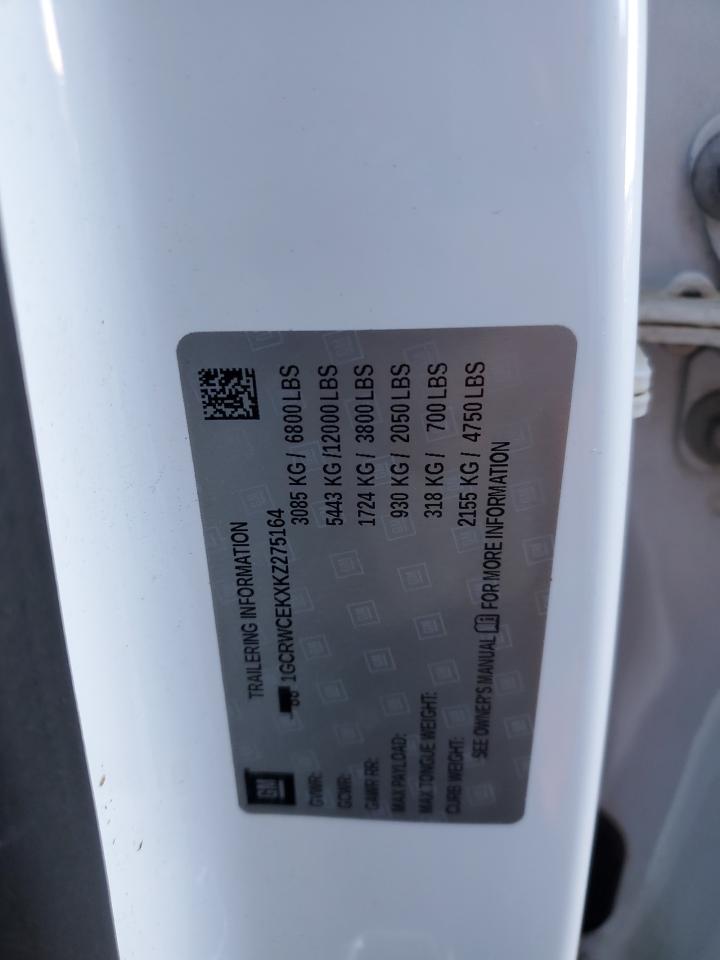 GM
TRAILERING INFORMATION
1GCRWCEKXKZ275164
GVWR: 3085 KG / 6800 LBS
GCWR: 5443 KG /12000 LBS
GAWR RR: 1724 KG / 3800 LBS
MAX PAYLOAD: 930 KG / 2050 LBS
MAX TONGUE WEIGHT: 318 KG / 700 LBS
CURB WEIGHT: 2155 KG / 4750 LBS
SEE OWNER'S MANUAL FOR MORE INFORMATION